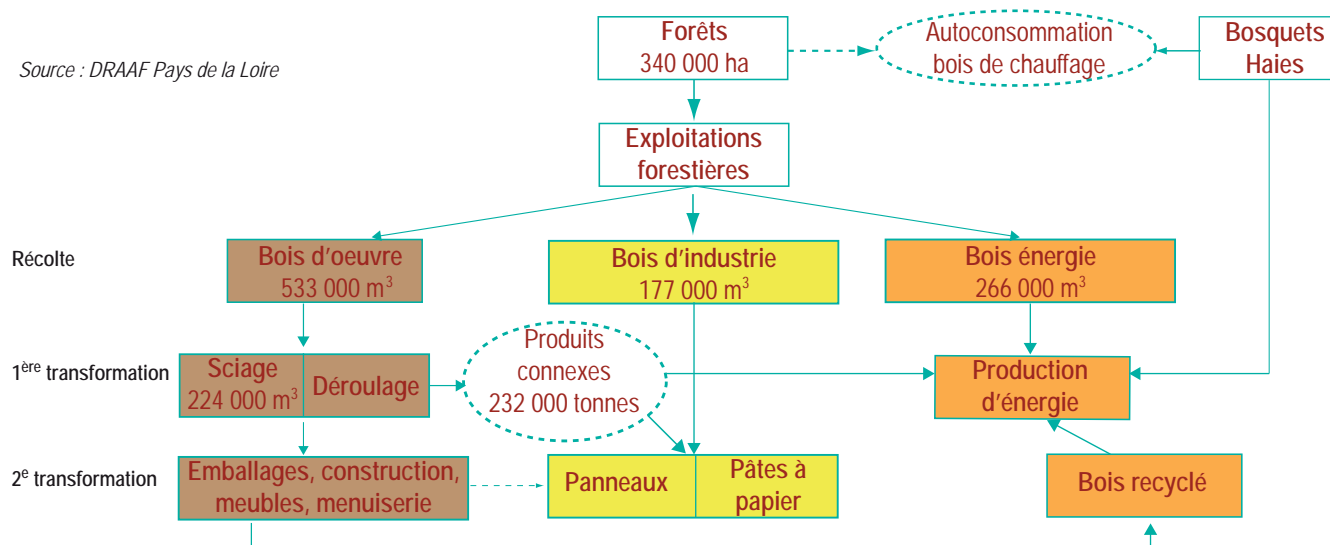 Source : DRAAF Pays de la Loire
Forêts
340 000 ha
Autoconsommation
bois de chauffage
Bosquets
Haies
Exploitations
forestières
Récolte
Bois d'oeuvre
533 000 m³
Bois d'industrie
177 000 m³
Bois énergie
266 000 m³
1ère transformation
Sciage
224 000 m³
Déroulage
Produits
connexes
232 000 tonnes
Production
d'énergie
2e transformation
Emballages, construction,
meubles, menuiserie
Panneaux
Pâtes à
papier
Bois recyclé